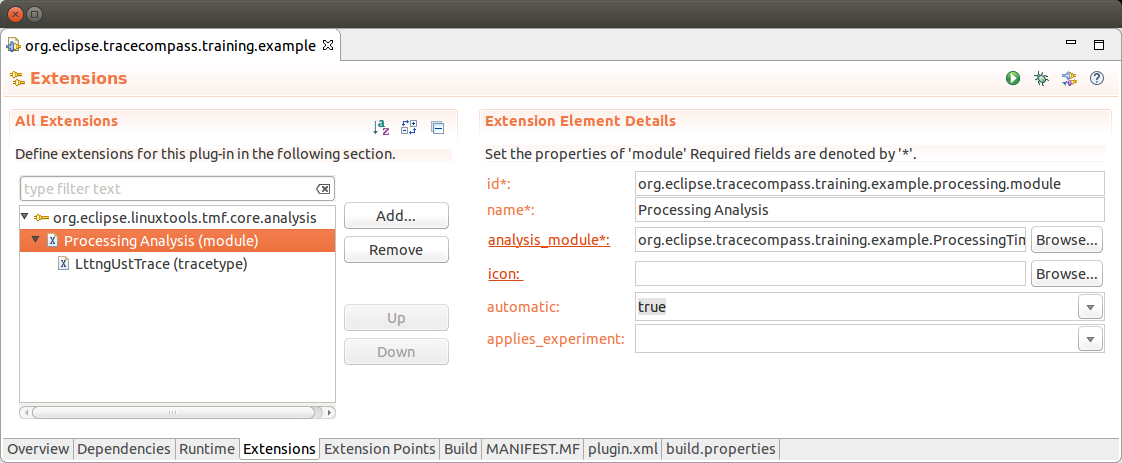 org.eclipse.tracecompass.training.example
Extensions
All Extensions
Define extensions for this plug-in in the following section.
type filter text
org.eclipse.linuxtools.tmf.core.analysis
Processing Analysis (module)
LttngUstTrace (tracetype)
Add...
Remove
Up
Down
Extension Element Details
Set the properties of 'module' Required fields are denoted by '*'.
id*: org.eclipse.tracecompass.training.example.processing.module
name*: Processing Analysis
analysis_module*: org.eclipse.tracecompass.training.example.ProcessingTim Browse...
icon: Browse...
automatic: true
applies_experiment:
Overview Dependencies Runtime Extensions Extension Points Build MANIFEST.MF plugin.xml build.properties